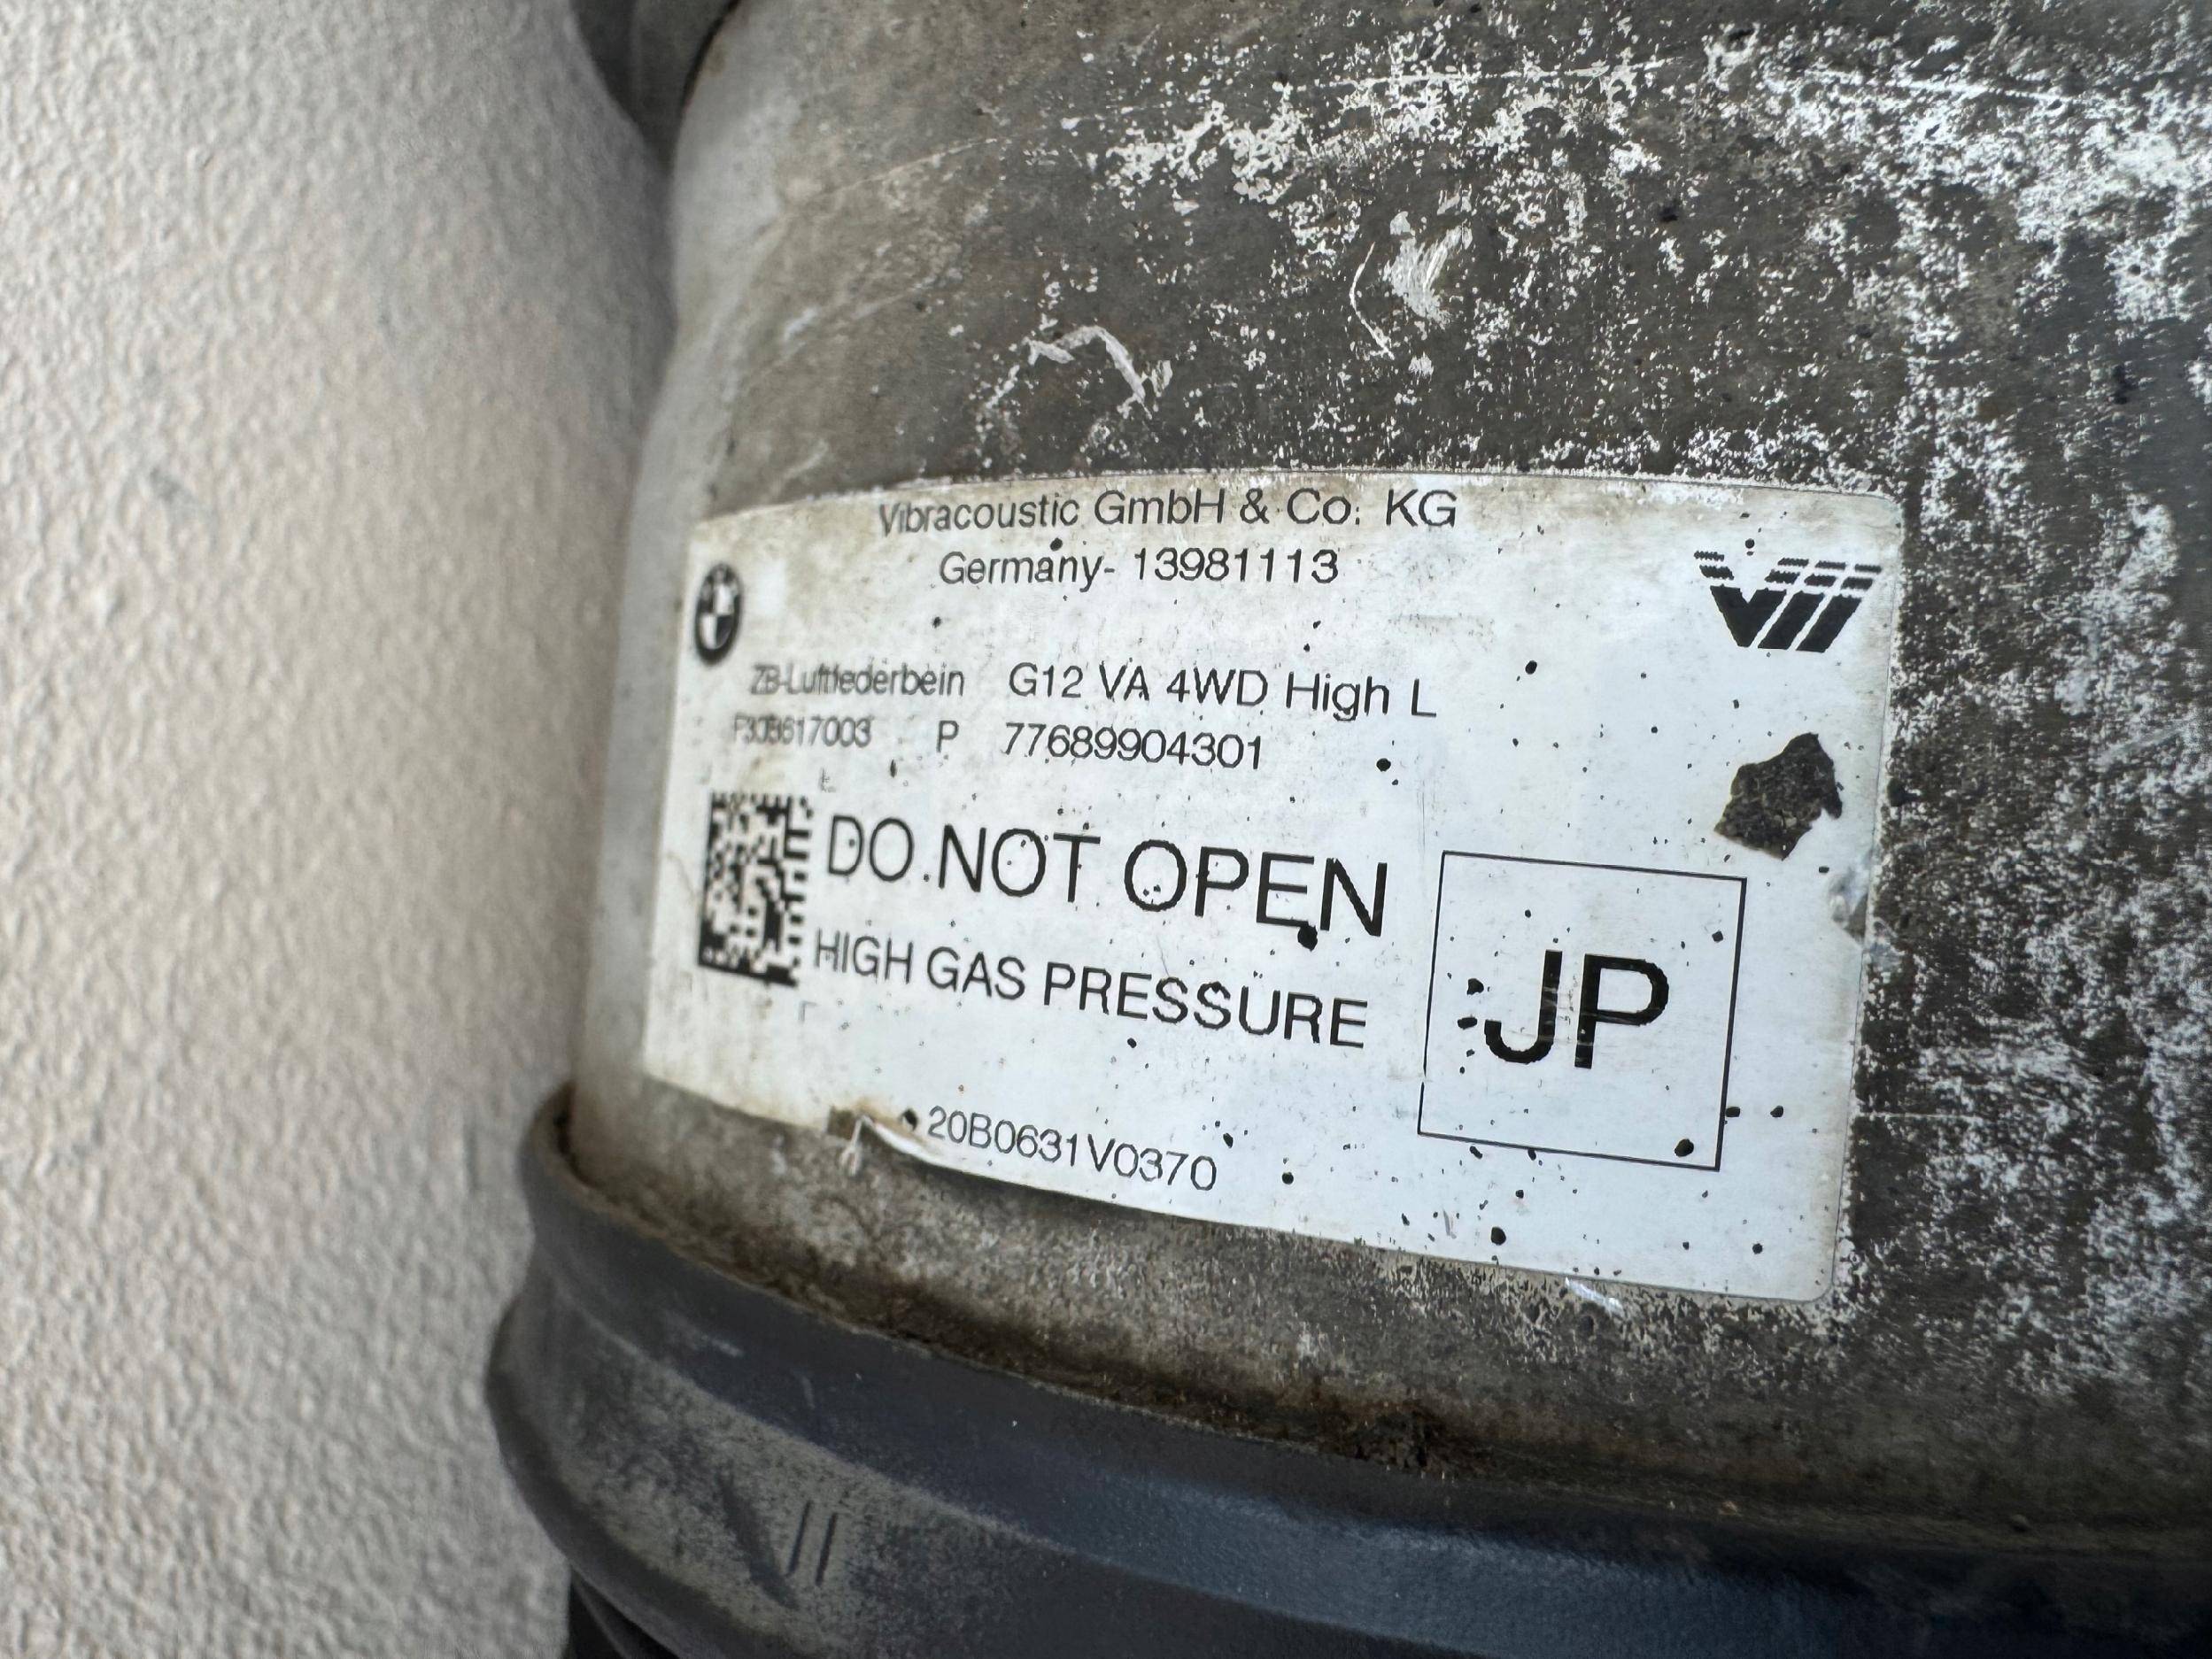 Vibracoustic GmbH & Co. KG
Germany- 13981113
Vii
ZB-Luftfederbein G12 VA 4WD High L
P 77689904301
DO NOT OPEN
HIGH GAS PRESSURE
JP
20B0631V0370